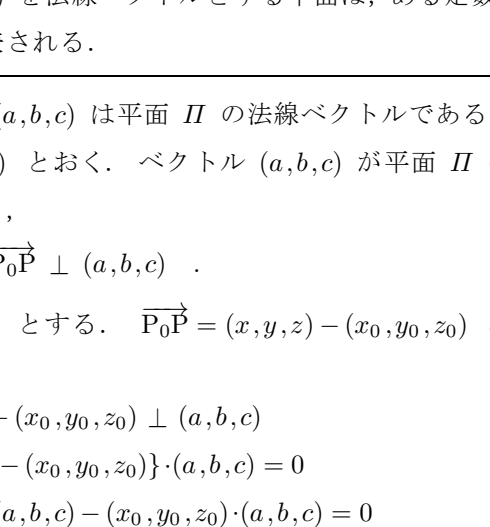 を法線ベクトルとする平面は, ある定数
される.
a,b,c) は平面 Π の法線ベクトルである
) とおく. ベクトル (a,b,c) が平面 Π
,
P₀P ⊥ (a,b,c) .
とする. P₀P = (x,y,z) − (x₀,y₀,z₀)
− (x₀,y₀,z₀) ⊥ (a,b,c)
− (x₀,y₀,z₀)}·(a,b,c) = 0
a,b,c) − (x₀,y₀,z₀)·(a,b,c) = 0